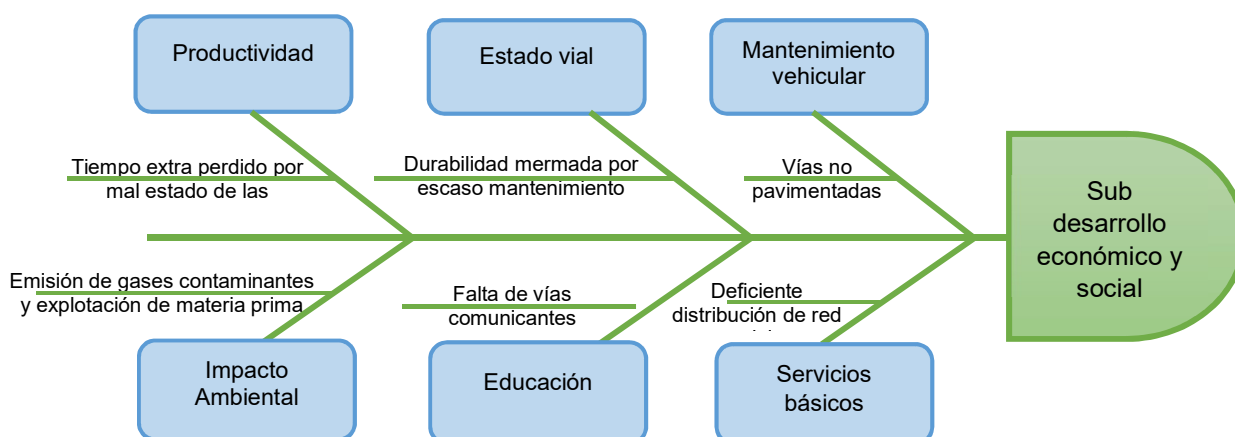 Productividad
Estado vial
Mantenimiento
vehicular
Tiempo extra perdido por
mal estado de las
Durabilidad mermada por
escaso mantenimiento
Vías no
pavimentadas
Sub
desarrollo
económico y
social
Emisión de gases contaminantes
y explotación de materia prima
Falta de vías
comunicantes
Deficiente
distribución de red
Impacto
Ambiental
Educación
Servicios
básicos